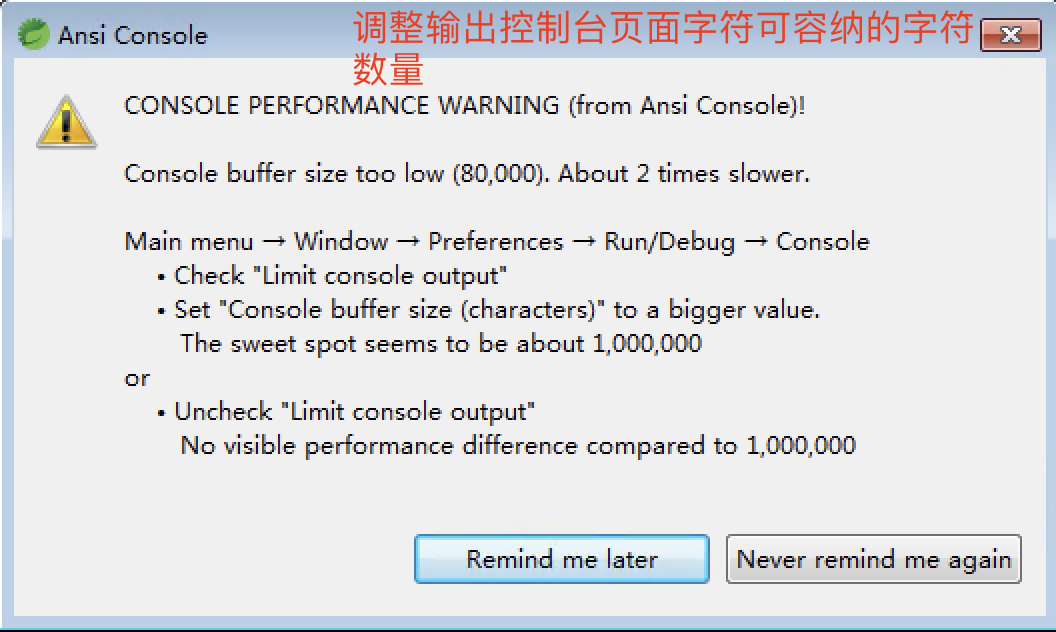 Ansi Console
调整输出控制台页面字符可容纳的字符
数量
CONSOLE PERFORMANCE WARNING (from Ansi Console)!
Console buffer size too low (80,000). About 2 times slower.
Main menu → Window → Preferences → Run/Debug → Console
• Check "Limit console output"
• Set "Console buffer size (characters)" to a bigger value.
The sweet spot seems to be about 1,000,000
or
• Uncheck "Limit console output"
No visible performance difference compared to 1,000,000
Remind me later
Never remind me again